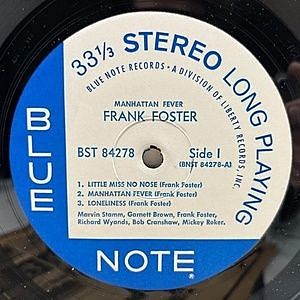 33⅓ STEREO LONG PLAYING
BLUE NOTE RECORDS • A DIVISION OF LIBERTY RECORDS, INC.
MANHATTAN FEVER
FRANK FOSTER
BST 84278
Side 1
(BNST 84278-A)
1. LITTLE MISS NO NOSE (Frank Foster)
2. MANHATTAN FEVER (Frank Foster)
3. LONELINESS (Frank Foster)
Marvin Stamm, Garnett Brown, Frank Foster,
Richard Wyands, Bob Cranshaw, Mickey Roker.
BLUE
NOTE®